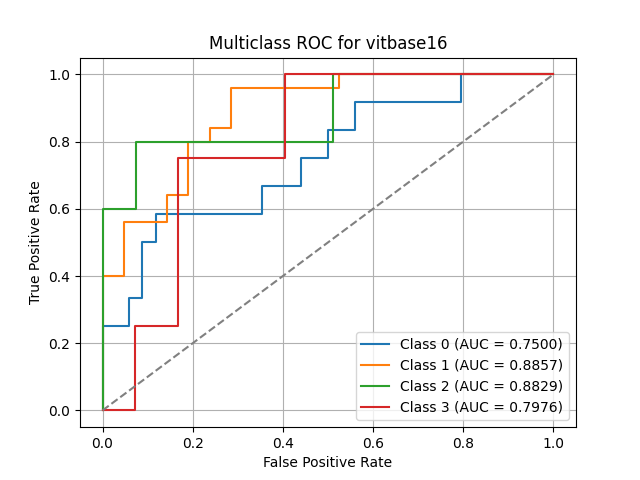 Multiclass ROC for vitbase16
True Positive Rate
1.0
0.8
0.6
0.4
0.2
0.0
Class 0 (AUC = 0.7500)
Class 1 (AUC = 0.8857)
Class 2 (AUC = 0.8829)
Class 3 (AUC = 0.7976)
0.0 0.2 0.4 0.6 0.8 1.0
False Positive Rate